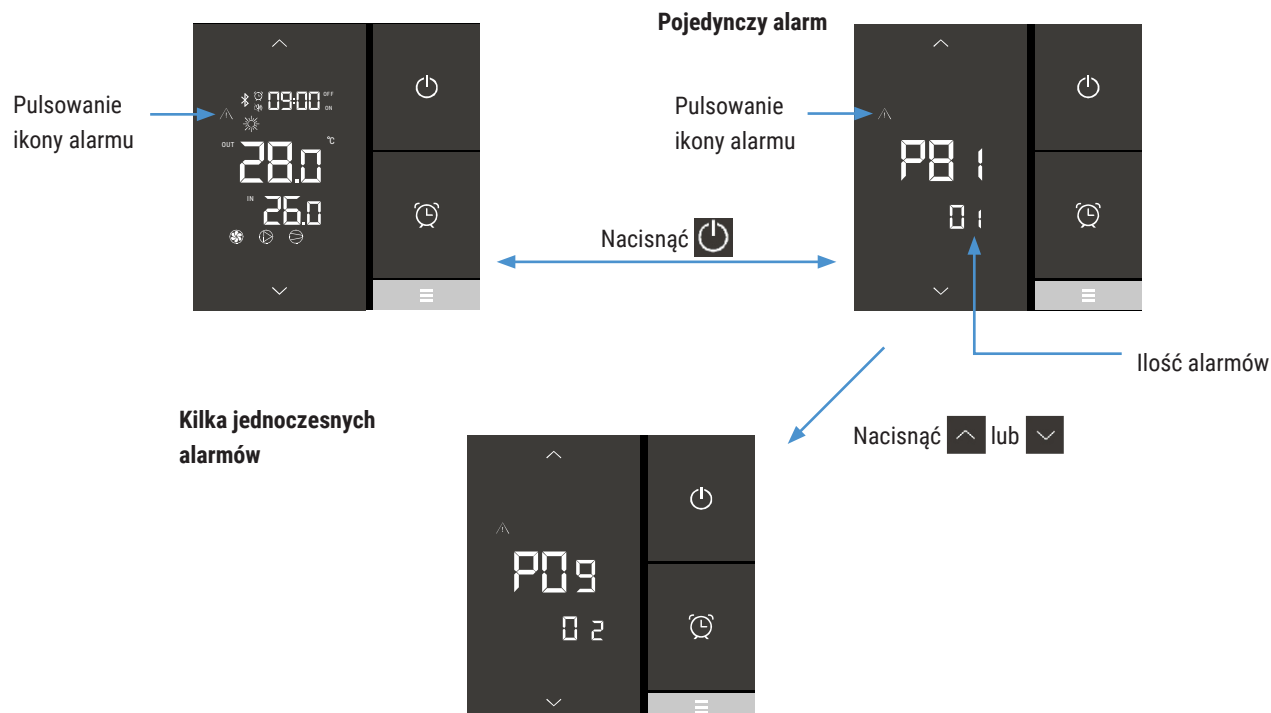 Pojedynczy alarm
Pulsowanie
ikony alarmu
09:00 OFF
ON
OUT 28.0 °C
IN 26.0
Pulsowanie
ikony alarmu
P81
01
Nacisnąć
Ilość alarmów
Nacisnąć lub
Kilka jednoczesnych
alarmów
P09
02